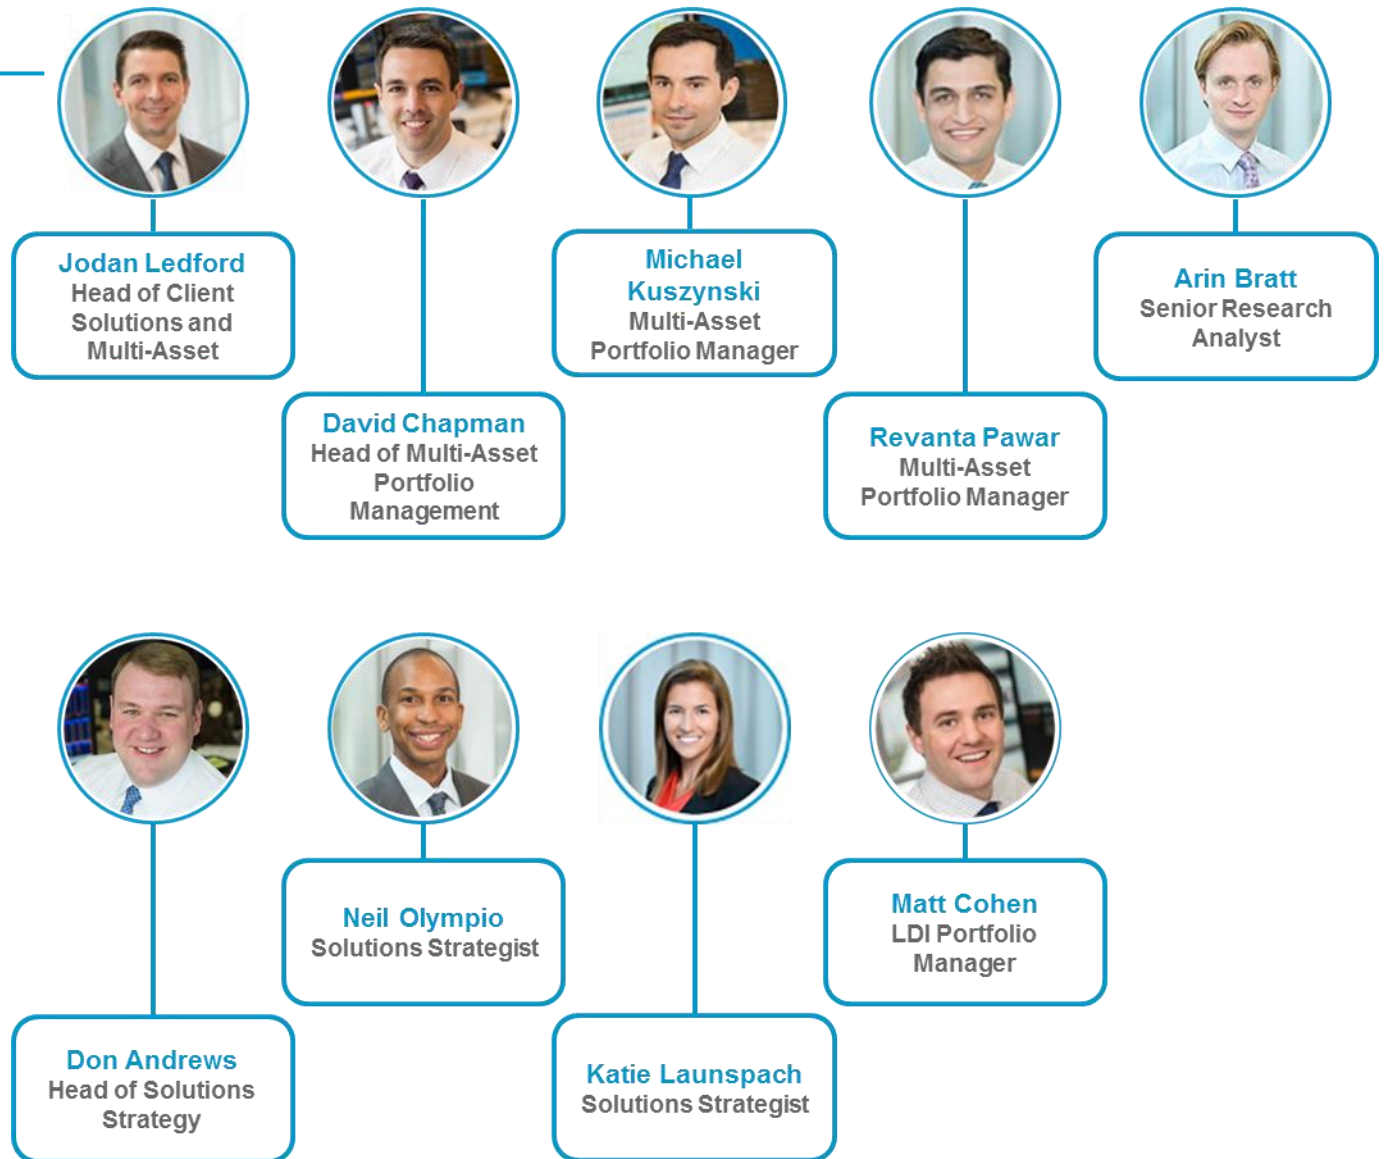 Jodan Ledford
Head of Client
Solutions and
Multi-Asset
David Chapman
Head of Multi-Asset
Portfolio
Management
Michael
Kuszynski
Multi-Asset
Portfolio Manager
Revanta Pawar
Multi-Asset
Portfolio Manager
Arin Bratt
Senior Research
Analyst
Don Andrews
Head of Solutions
Strategy
Neil Olympio
Solutions Strategist
Katie Launspach
Solutions Strategist
Matt Cohen
LDI Portfolio
Manager